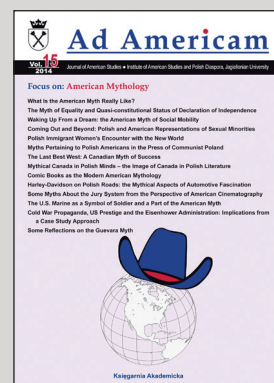 Ad Americam
Vol. 15
2014
Journal of American Studies • Institute of American Studies and Polish Diaspora, Jagiellonian University
Focus on: American Mythology
What Is the American Myth Really Like?
The Myth of Equality and Quasi-constitutional Status of Declaration of Independence
Waking Up From a Dream: the American Myth of Social Mobility
Coming Out and Beyond: Polish and American Representations of Sexual Minorities
Polish Immigrant Women's Encounter with the New World
Myths Pertaining to Polish Americans in the Press of Communist Poland
The Last Best West: A Canadian Myth of Success
Mythical Canada in Polish Minds – the Image of Canada in Polish Literature
Comic Books as the Modern American Mythology
Harley-Davidson on Polish Roads: the Mythical Aspects of Automotive Fascination
Some Myths About the Jury System from the Perspective of American Cinematography
The U.S. Marine as a Symbol of Soldier and a Part of the American Myth
Cold War Propaganda, US Prestige and the Eisenhower Administration: Implications from
a Case Study Approach
Some Reflections on the Guevara Myth
Księgarnia Akademicka